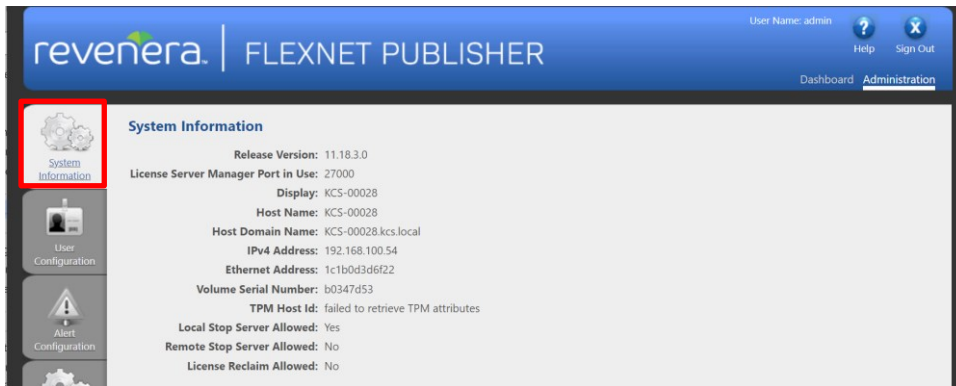 User Name: admin
revenera. FLEXNET PUBLISHER
? Help
X Sign Out
Dashboard Administration
System Information
System Information
Release Version: 11.18.3.0
License Server Manager Port in Use: 27000
Display: KCS-00028
Host Name: KCS-00028
Host Domain Name: KCS-00028.kcs.local
IPv4 Address: 192.168.100.54
Ethernet Address: 1c1b0d3d6f22
Volume Serial Number: b0347d53
TPM Host Id: failed to retrieve TPM attributes
Local Stop Server Allowed: Yes
Remote Stop Server Allowed: No
License Reclaim Allowed: No
User
Configuration
Alert
Configuration